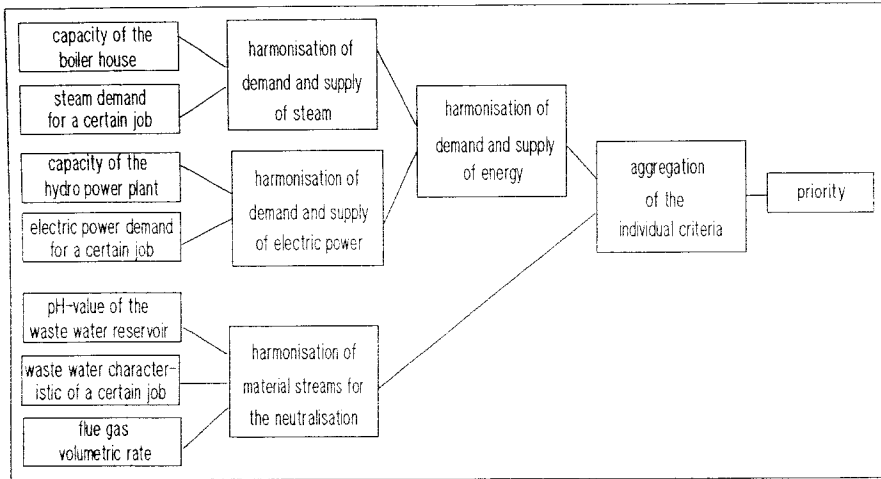 capacity of the
boiler house
steam demand
for a certain job
harmonisation of
demand and supply
of steam
capacity of the
hydro power plant
electric power demand
for a certain job
harmonisation of
demand and supply
of electric power
harmonisation of
demand and supply
of energy
pH-value of the
waste water reservoir
waste water character-
istic of a certain job
flue gas
volumetric rate
harmonisation of
material streams for
the neutralisation
aggregation
of the
individual criteria
priority